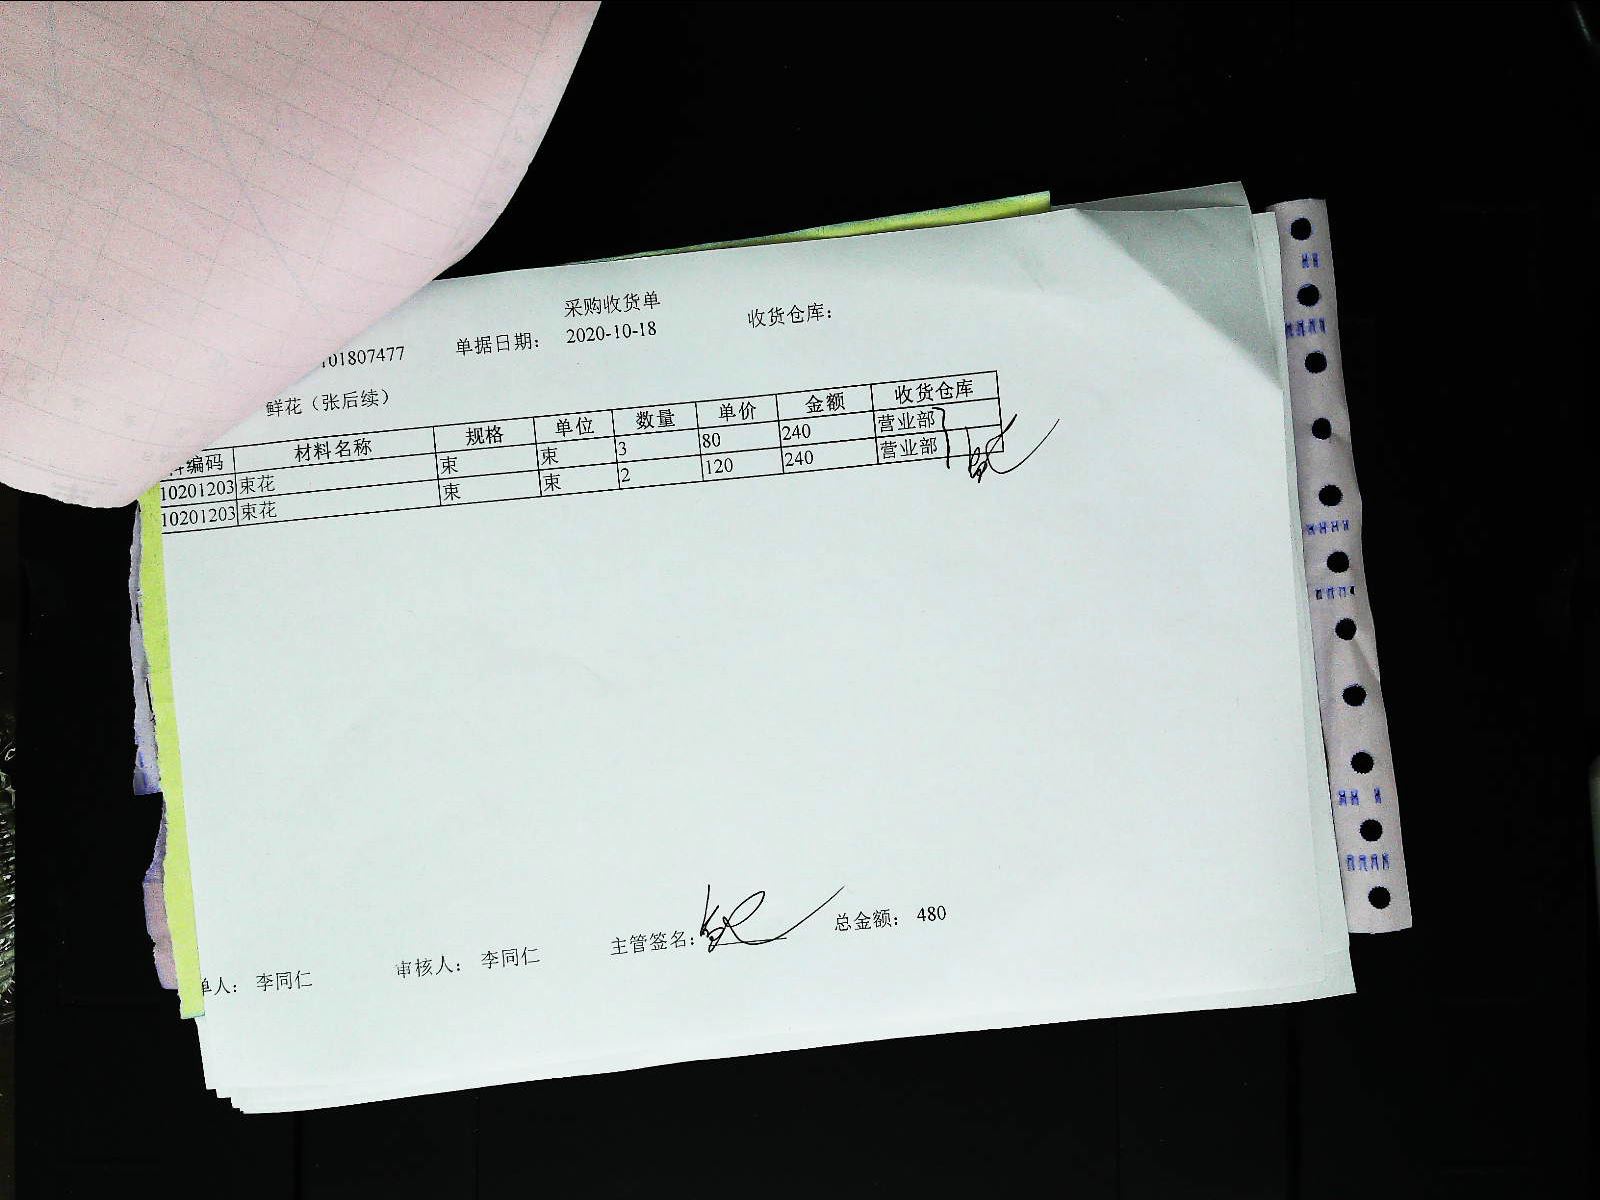 采购收货单
101807477 单据日期： 2020-10-18 收货仓库：
鲜花（张后续）
编码 材料名称 规格 单位 数量 单价 金额 收货仓库
10201203 束花 束 束 3 80 240 营业部
10201203 束花 束 束 2 120 240 营业部
单人： 李同仁 审核人： 李同仁 主管签名: 总金额： 480